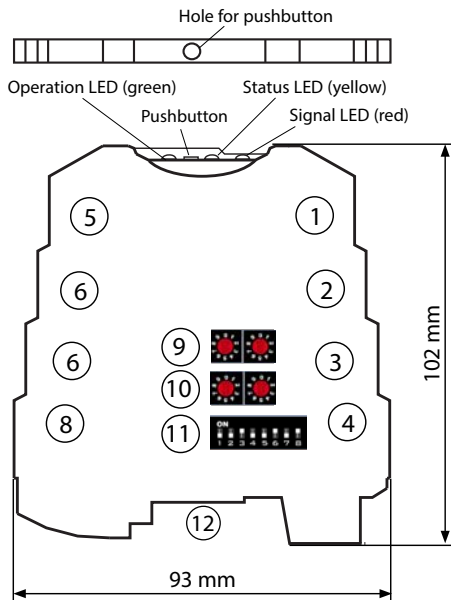 Hole for pushbutton
Operation LED (green)
Status LED (yellow)
Pushbutton
Signal LED (red)
5
1
6
2
9
6
3
10
8
4
11
ON
1 2 3 4 5 6 7 8
12
102 mm
93 mm